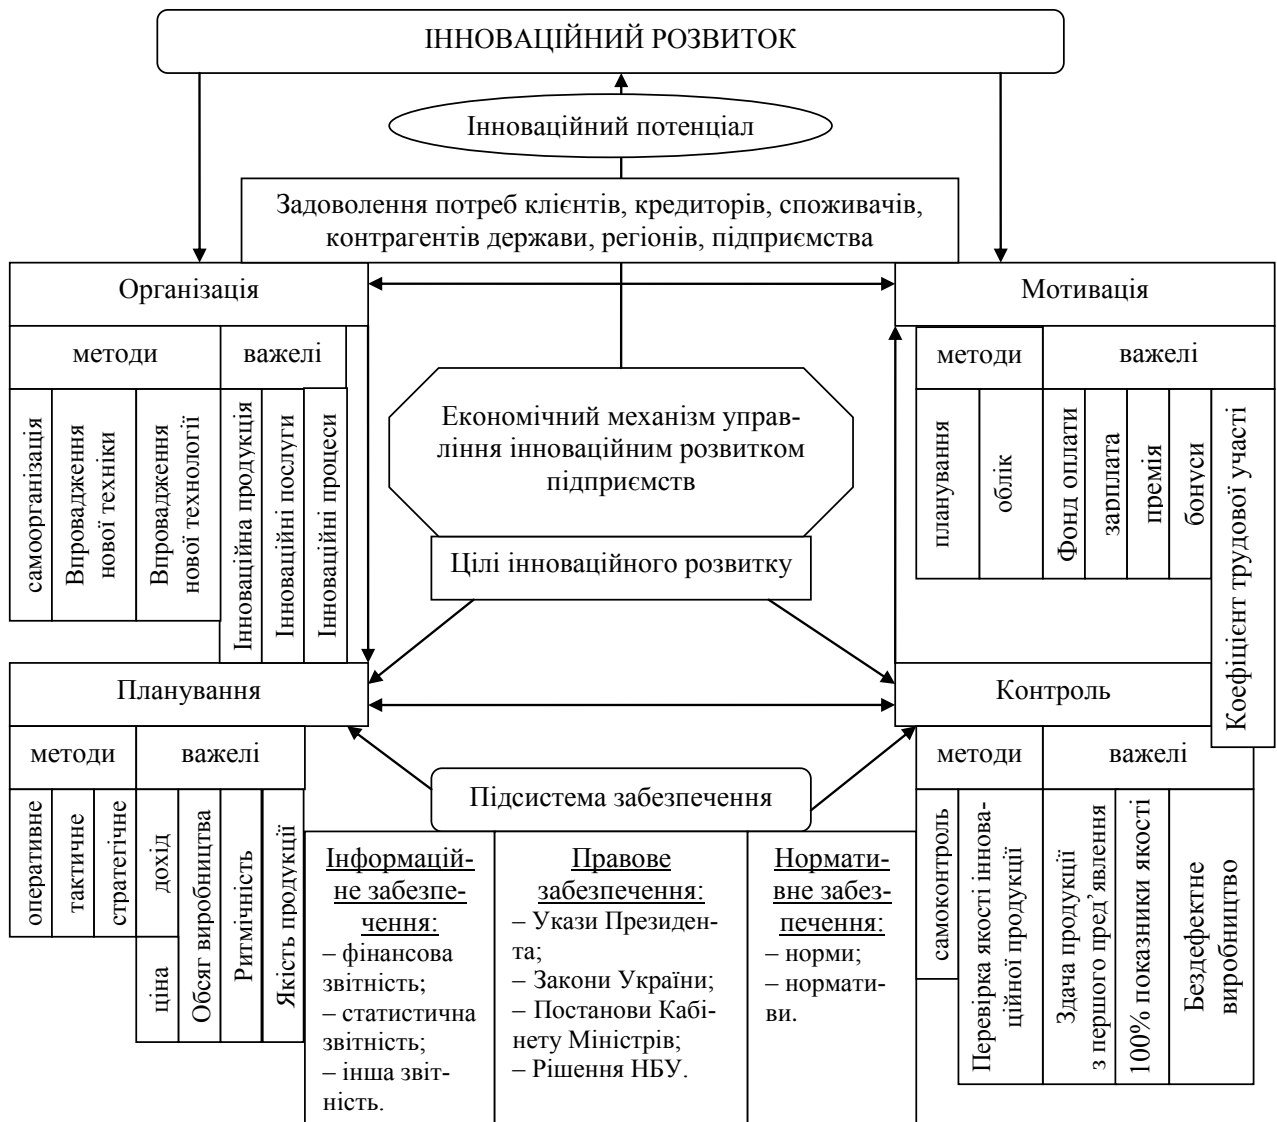 ІННОВАЦІЙНИЙ РОЗВИТОК
Інноваційний потенціал
Задоволення потреб клієнтів, кредиторів, споживачів,
контрагентів держави, регіонів, підприємства
Організація
методи
важелі
самоорганізація
Впровадження
нової техніки
Впровадження
нової технології
Інноваційна продукція
Інноваційні послуги
Інноваційні процеси
Мотивація
методи
важелі
планування
облік
Фонд оплати
зарплата
премія
бонуси
Коефіцієнт трудової участі
Економічний механізм управ-
ління інноваційним розвитком
підприємств
Цілі інноваційного розвитку
Планування
методи
важелі
оперативне
тактичне
стратегічне
дохід
ціна
Обсяг виробництва
Ритмічність
Якість продукції
Контроль
методи
важелі
самоконтроль
Перевірка якості іннова-
ційної продукції
Здача продукції
з першого пред’явлення
100% показники якості
Бездефектне
виробництво
Підсистема забезпечення
Інформацій-
не забезпе-
чення:
– фінансова
звітність;
– статистична
звітність;
– інша звіт-
ність.
Правове
забезпечення:
– Укази Президен-
та;
– Закони України;
– Постанови Кабі-
нету Міністрів;
– Рішення НБУ.
Нормати-
вне забез-
печення:
– норми;
– нормати-
ви.